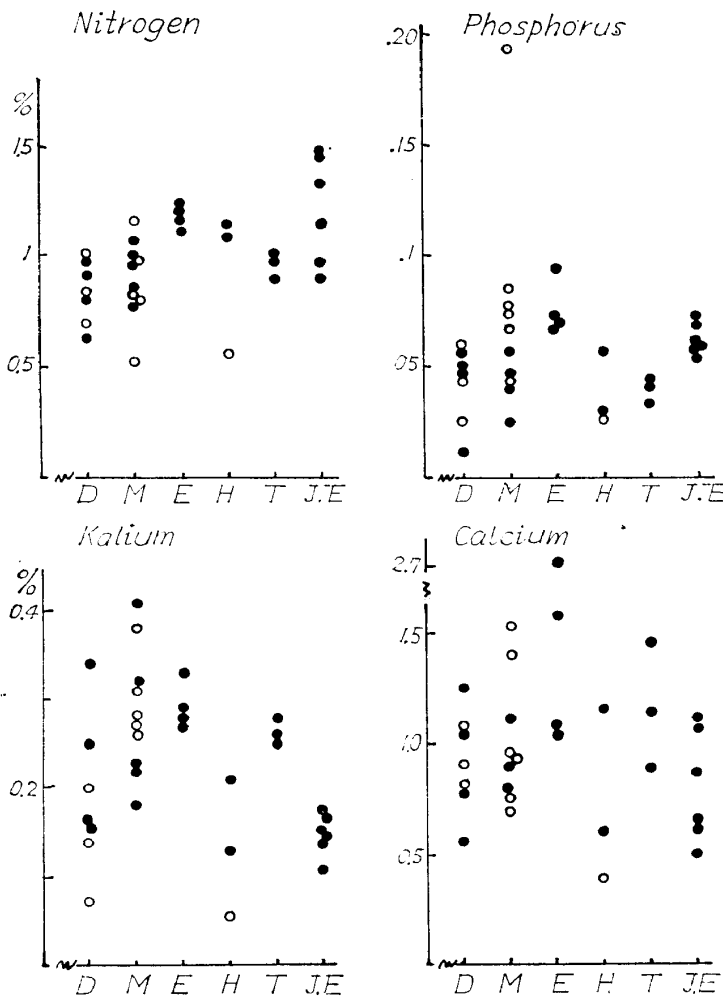 Nitrogen
%
1.5
1
0.5
D M E H T J.E
Phosphorus
.20
.15
.1
.05
D M E H T J.E
Kalium
%
0.4
0.2
D M E H T J.E
Calcium
2.7
1.5
1.0
0.5
D M E H T J.E